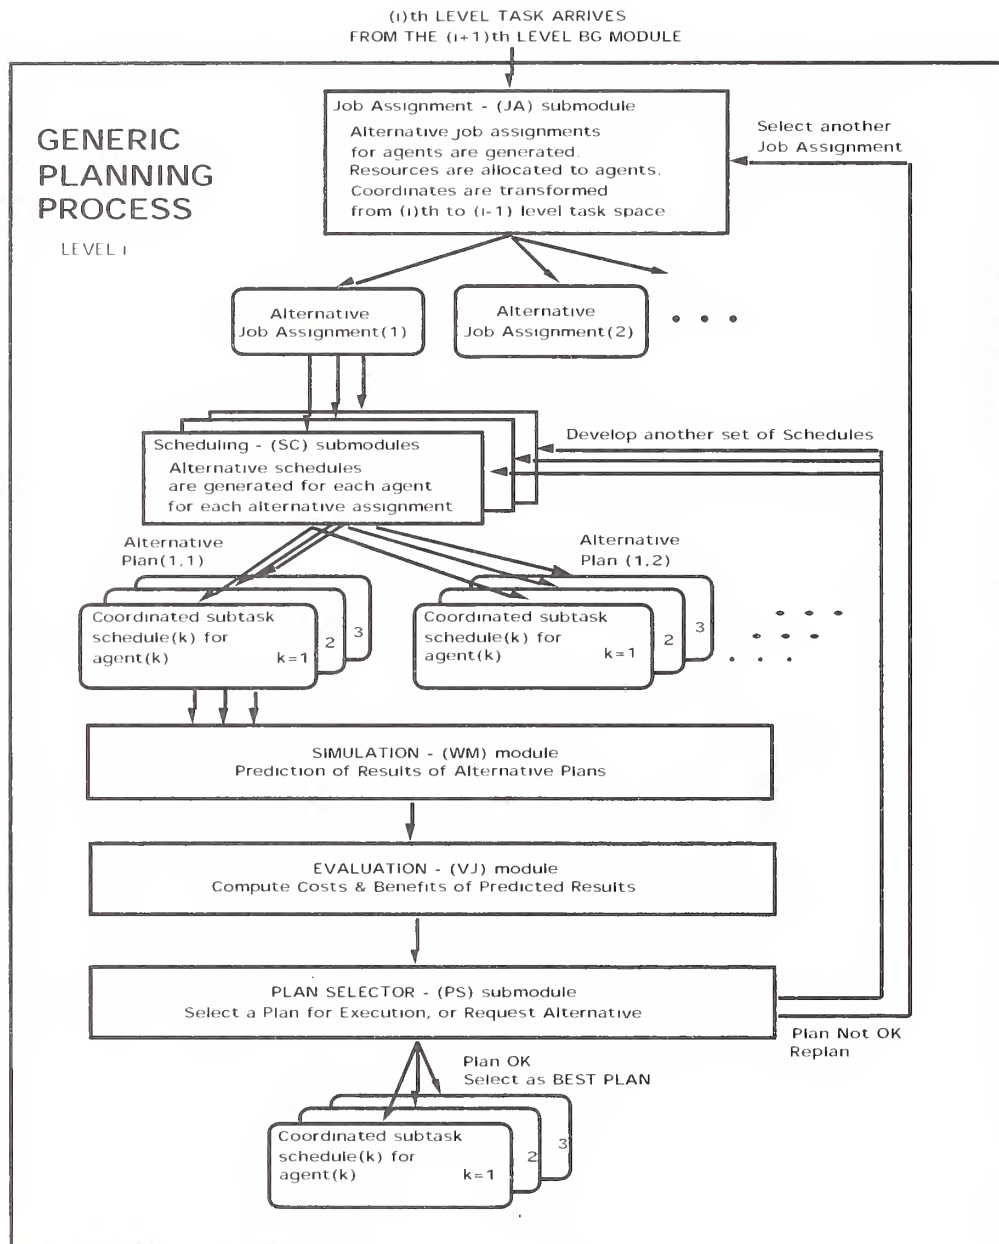 (i)th LEVEL TASK ARRIVES
FROM THE (i+1)th LEVEL BG MODULE
GENERIC
PLANNING
PROCESS
LEVEL i
Job Assignment - (JA) submodule
Alternative job assignments
for agents are generated.
Resources are allocated to agents.
Coordinates are transformed
from (i)th to (i-1) level task space
Select another
Job Assignment
Alternative
Job Assignment(1)
Alternative
Job Assignment(2)
Scheduling - (SC) submodules
Alternative schedules
are generated for each agent
for each alternative assignment
Develop another set of Schedules
Alternative
Plan(1,1)
Alternative
Plan (1,2)
Coordinated subtask
schedule(k) for
agent(k) k=1
2
3
Coordinated subtask
schedule(k) for
agent(k) k=1
2
3
SIMULATION - (WM) module
Prediction of Results of Alternative Plans
EVALUATION - (VJ) module
Compute Costs & Benefits of Predicted Results
PLAN SELECTOR - (PS) submodule
Select a Plan for Execution, or Request Alternative
Plan Not OK
Replan
Plan OK
Select as BEST PLAN
Coordinated subtask
schedule(k) for
agent(k) k=1
2
3